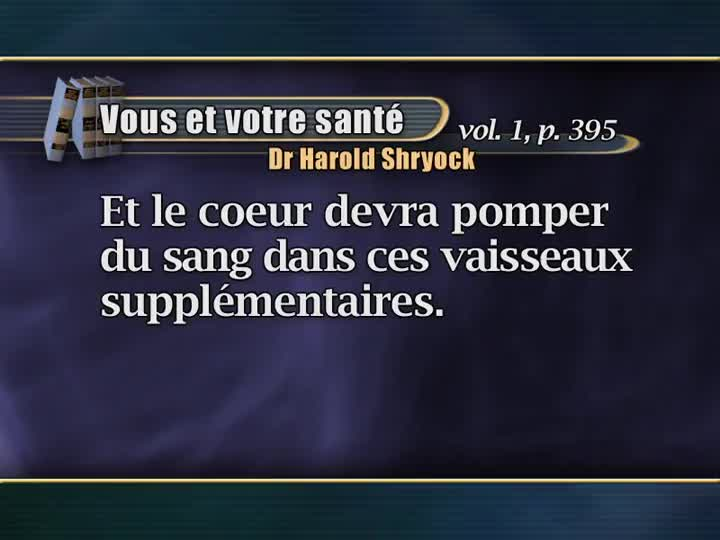 Vous et votre santé
vol. 1, p. 395
Dr Harold Shryock
Et le coeur devra pomper
du sang dans ces vaisseaux
supplémentaires.